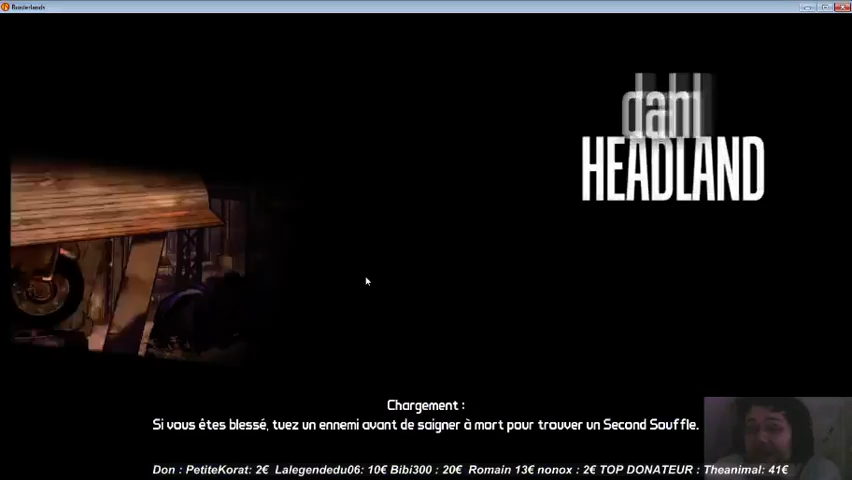 Borderlands
dahl
HEADLAND
Chargement :
Si vous êtes blessé, tuez un ennemi avant de saigner à mort pour trouver un Second Souffle.
Don : PetiteKorat: 2€ Lalegendedu06: 10€ Bibi300 : 20€ Romain 13€ nonox : 2€ TOP DONATEUR : Theanimal: 41€